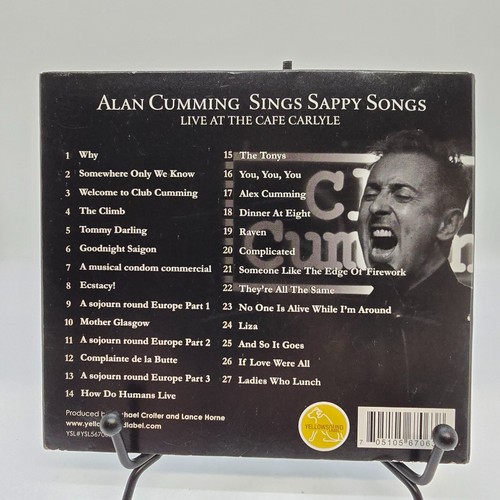 ALAN CUMMING SINGS SAPPY SONGS
LIVE AT THE CAFE CARLYLE
1 Why
2 Somewhere Only We Know
3 Welcome to Club Cumming
4 The Climb
5 Tommy Darling
6 Goodnight Saigon
7 A musical condom commercial
8 Ecstacy!
9 A sojourn round Europe Part 1
10 Mother Glasgow
11 A sojourn round Europe Part 2
12 Complainte de la Butte
13 A sojourn round Europe Part 3
14 How Do Humans Live
15 The Tonys
16 You, You, You
17 Alex Cumming
18 Dinner At Eight
19 Raven
20 Complicated
21 Someone Like The Edge Of Firework
22 They're All The Same
23 No One Is Alive While I'm Around
24 Liza
25 And So It Goes
26 If Love Were All
27 Ladies Who Lunch
Produced by Michael Croiter and Lance Horne